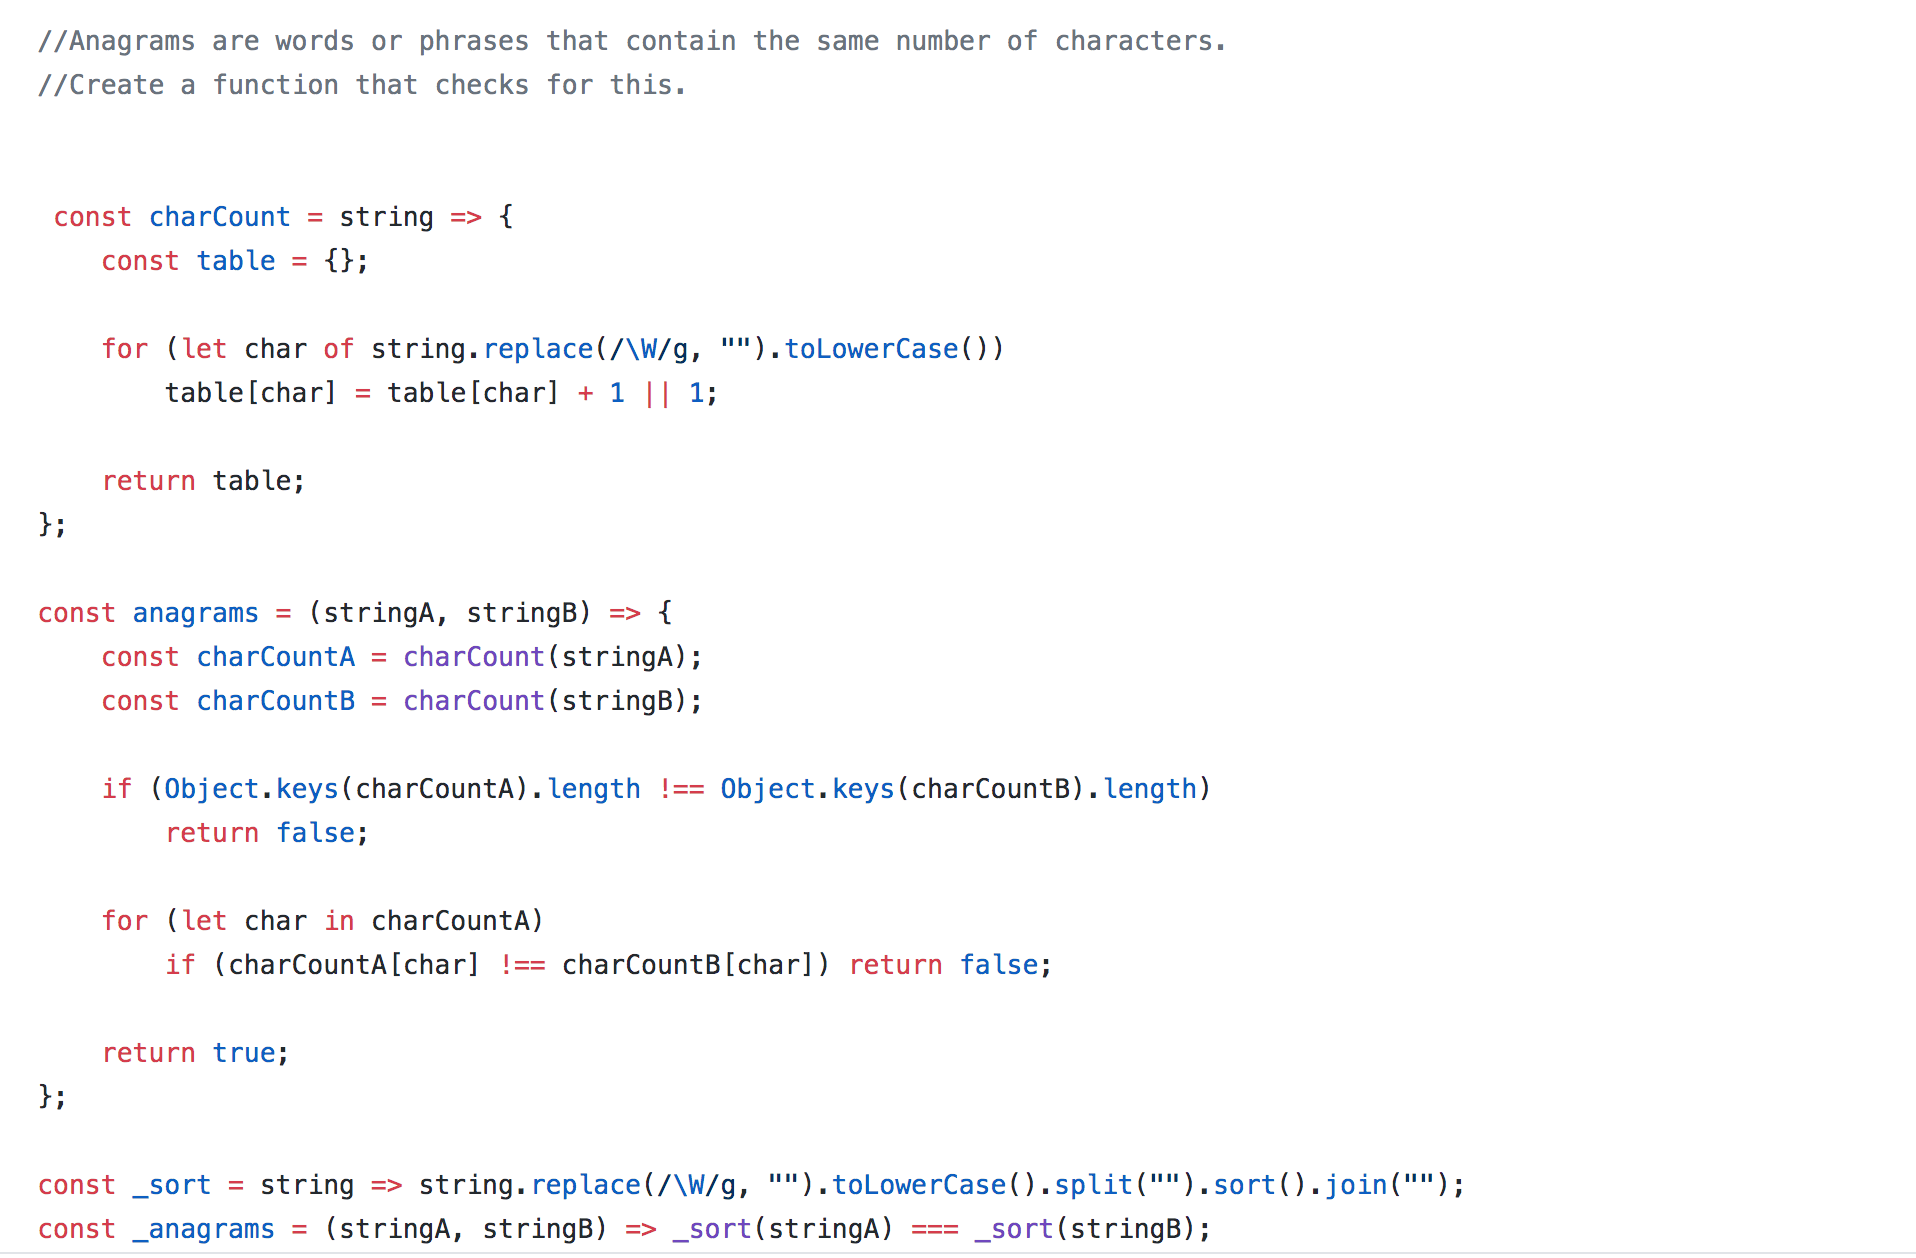 //Anagrams are words or phrases that contain the same number of characters.
//Create a function that checks for this.
 const charCount = string => {
    const table = {};
    for (let char of string.replace(/\W/g, "").toLowerCase())
        table[char] = table[char] + 1 || 1;
    return table;
};
const anagrams = (stringA, stringB) => {
    const charCountA = charCount(stringA);
    const charCountB = charCount(stringB);
    if (Object.keys(charCountA).length !== Object.keys(charCountB).length)
        return false;
    for (let char in charCountA)
        if (charCountA[char] !== charCountB[char]) return false;
    return true;
};
const _sort = string => string.replace(/\W/g, "").toLowerCase().split("").sort().join("");
const _anagrams = (stringA, stringB) => _sort(stringA) === _sort(stringB);